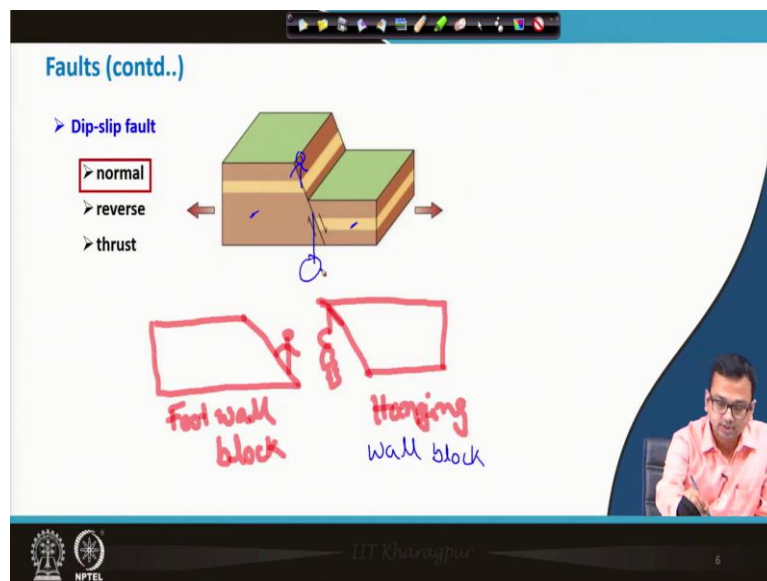 Faults (contd..)
Dip-slip fault
normal
reverse
thrust
Foot wall
block
Hanging
wall block
IIT Kharagpur
NPTEL
6